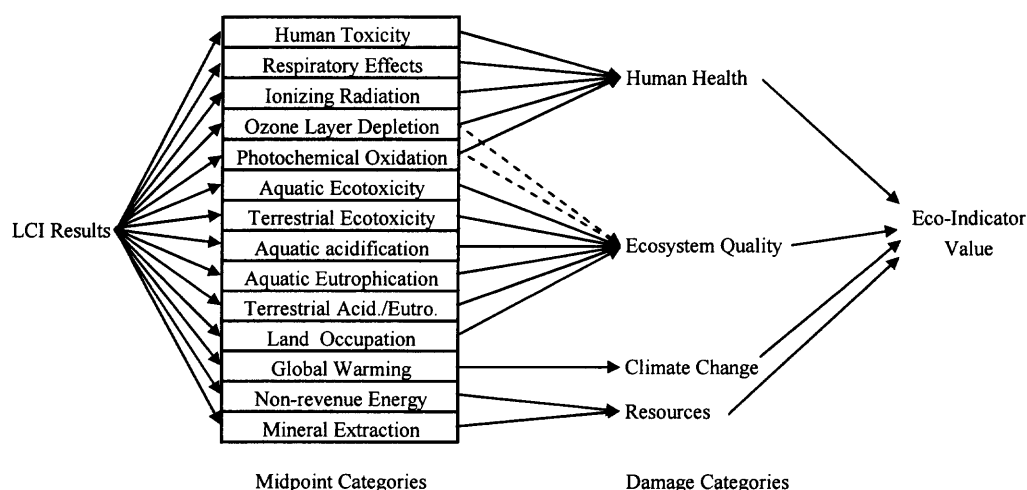 Human Toxicity
Respiratory Effects
Ionizing Radiation
Ozone Layer Depletion
Photochemical Oxidation
Aquatic Ecotoxicity
Terrestrial Ecotoxicity
Aquatic acidification
Aquatic Eutrophication
Terrestrial Acid./Eutro.
Land Occupation
Global Warming
Non-revenue Energy
Mineral Extraction
LCI Results
Human Health
Ecosystem Quality
Climate Change
Resources
Eco-Indicator
Value
Midpoint Categories
Damage Categories